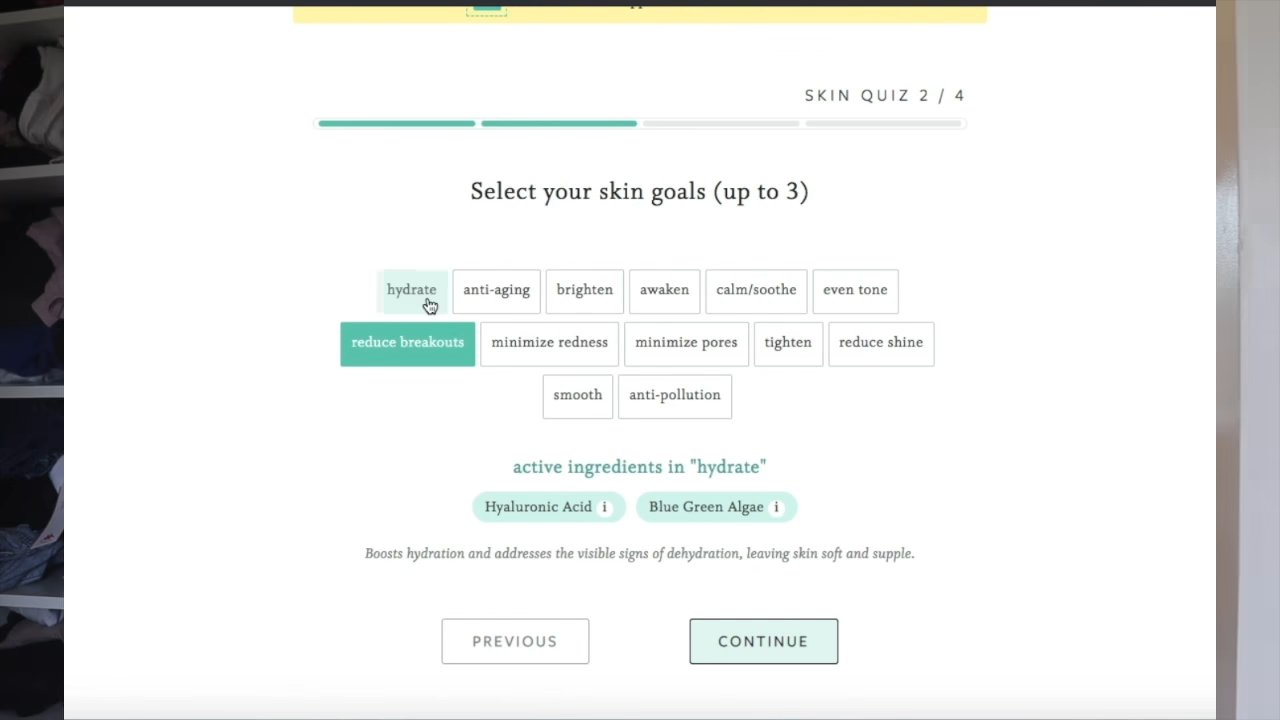 SKIN QUIZ 2 / 4
Select your skin goals (up to 3)
hydrate anti-aging brighten awaken calm/soothe even tone
reduce breakouts minimize redness minimize pores tighten reduce shine
smooth anti-pollution
active ingredients in "hydrate"
Hyaluronic Acid i Blue Green Algae i
Boosts hydration and addresses the visible signs of dehydration, leaving skin soft and supple.
PREVIOUS CONTINUE